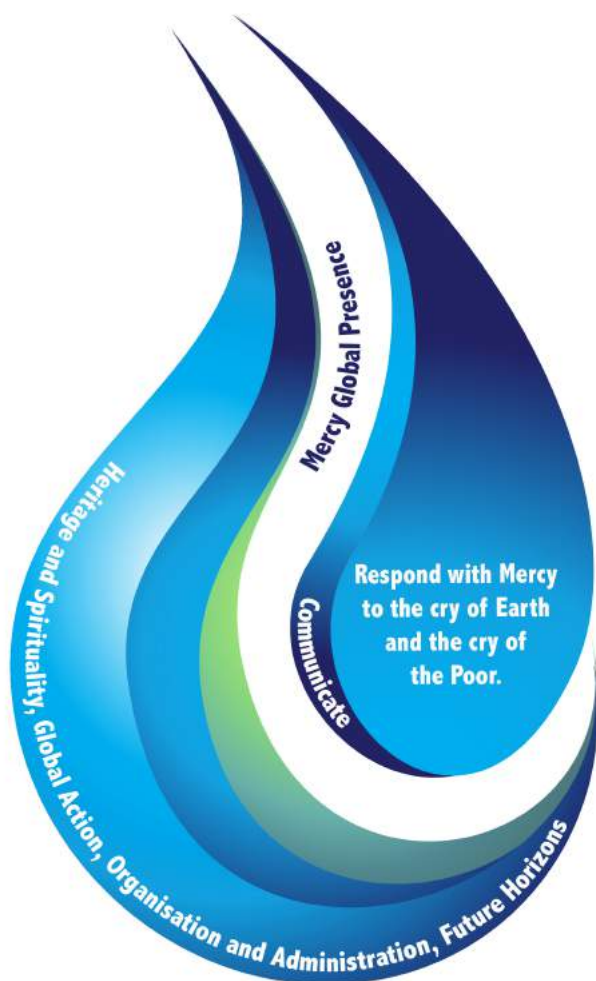 Mercy Global Presence
Respond with Mercy
to the cry of Earth
and the cry of
the Poor.
Communicate
Heritage and Spirituality, Global Action, Organisation and Administration, Future Horizons